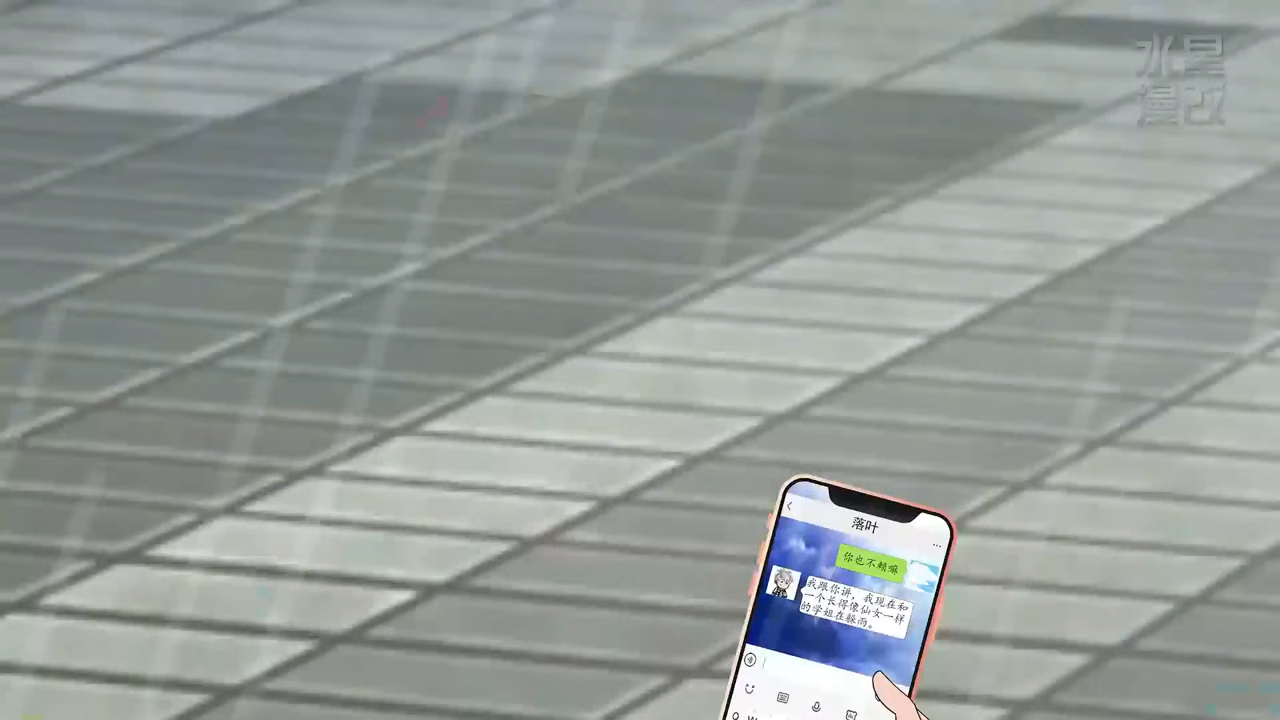 水星
漫改
落叶
你也不赖嘛
我跟你讲，我现在和
一个长得像仙女一样
的学姐在躲雨。